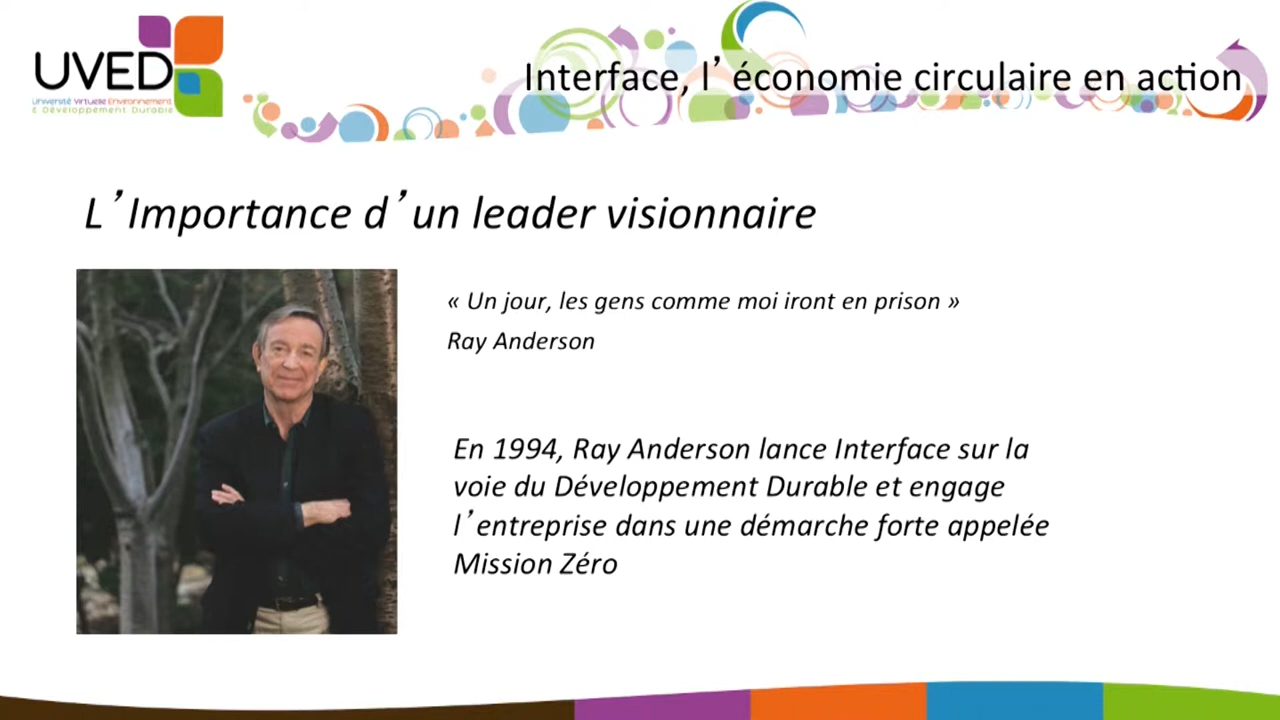 UVED
Université Virtuelle Environnement
& Développement Durable
Interface, l’économie circulaire en action
L’Importance d’un leader visionnaire
« Un jour, les gens comme moi iront en prison »
Ray Anderson
En 1994, Ray Anderson lance Interface sur la
voie du Développement Durable et engage
l’entreprise dans une démarche forte appelée
Mission Zéro